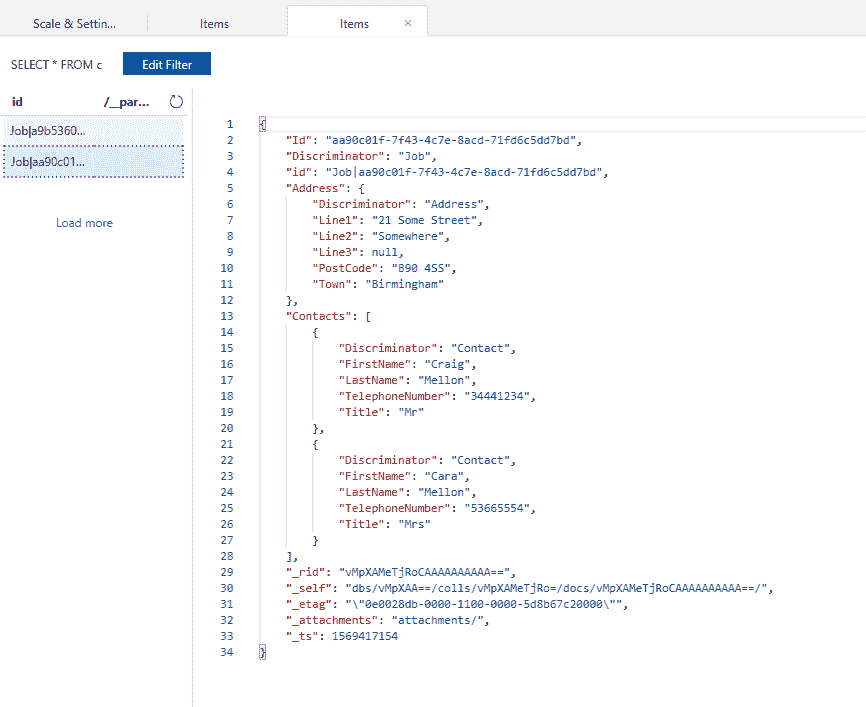 Scale & Settin... Items Items ×
SELECT * FROM c Edit Filter
id /__par...
Job|a9b5360...
Job|aa90c01...
Load more
1 {
2 "Id": "aa90c01f-7f43-4c7e-8acd-71fd6c5dd7bd",
3 "Discriminator": "Job",
4 "id": "Job|aa90c01f-7f43-4c7e-8acd-71fd6c5dd7bd",
5 "Address": {
6 "Discriminator": "Address",
7 "Line1": "21 Some Street",
8 "Line2": "Somewhere",
9 "Line3": null,
10 "PostCode": "B90 4SS",
11 "Town": "Birmingham"
12 },
13 "Contacts": [
14 {
15 "Discriminator": "Contact",
16 "FirstName": "Craig",
17 "LastName": "Mellon",
18 "TelephoneNumber": "34441234",
19 "Title": "Mr"
20 },
21 {
22 "Discriminator": "Contact",
23 "FirstName": "Cara",
24 "LastName": "Mellon",
25 "TelephoneNumber": "53665554",
26 "Title": "Mrs"
27 }
28 ],
29 "_rid": "vMpXAMeTjRoCAAAAAAAAAA==",
30 "_self": "dbs/vMpXAA==/colls/vMpXAMeTjRo=/docs/vMpXAMeTjRoCAAAAAAAAAA==/",
31 "_etag": "\"0e0028db-0000-1100-0000-5d8b67c20000\"",
32 "_attachments": "attachments/",
33 "_ts": 1569417154
34 }